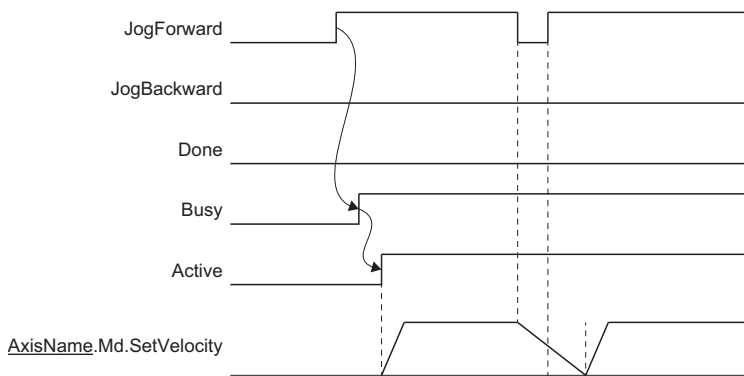 JogForward
JogBackward
Done
Busy
Active
AxisName.Md.SetVelocity